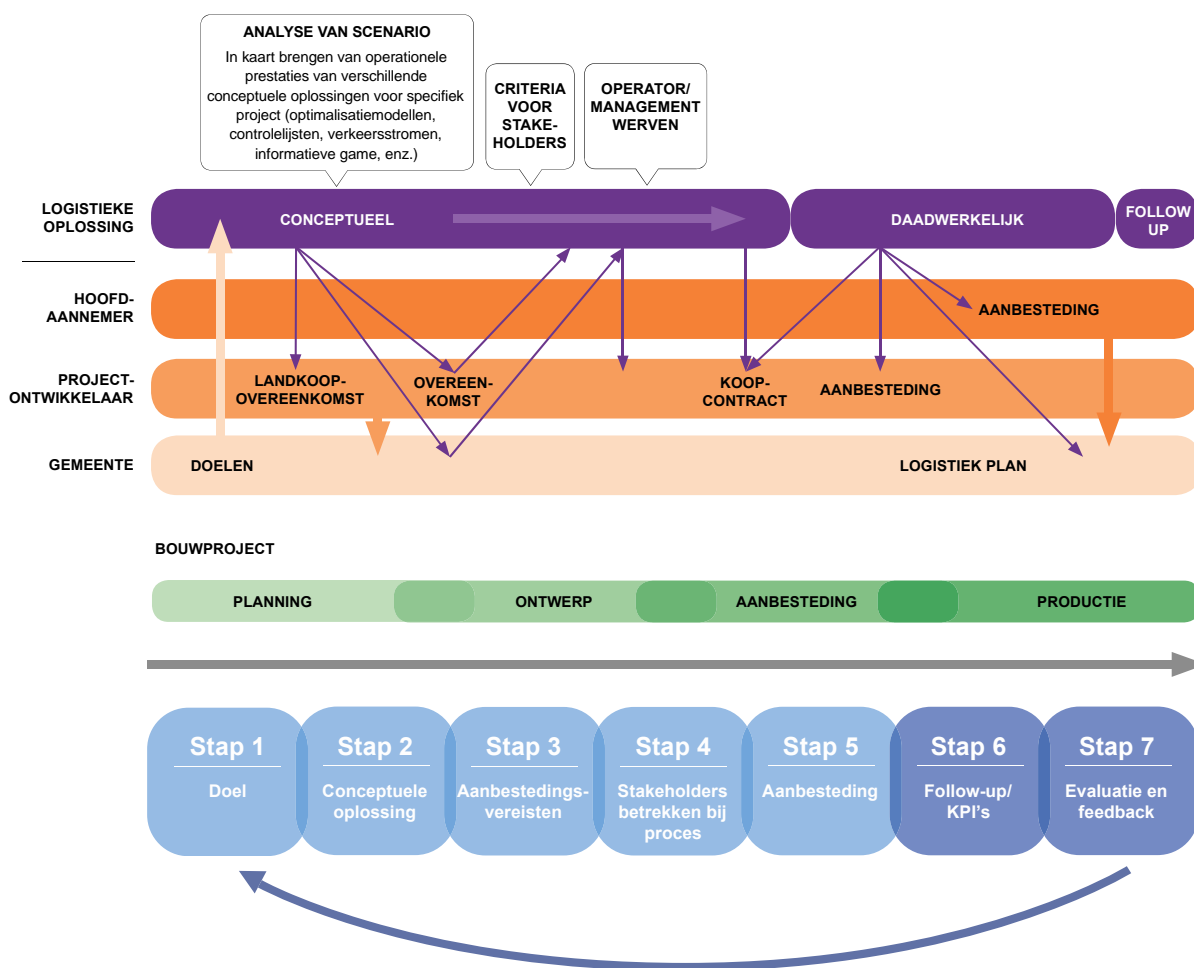 ANALYSE VAN SCENARIO
In kaart brengen van operationele
prestaties van verschillende
conceptuele oplossingen voor specifiek
project (optimalisatiemodellen,
controlelijsten, verkeersstromen,
informatieve game, enz.)
CRITERIA
VOOR
STAKE-
HOLDERS
OPERATOR/
MANAGEMENT
WERVEN
LOGISTIEKE
OPLOSSING
CONCEPTUEEL
DAADWERKELIJK
FOLLOW
UP
HOOFD-
AANNEMER
AANBESTEDING
PROJECT-
ONTWIKKELAAR
LANDKOOP-
OVEREENKOMST
OVEREEN-
KOMST
KOOP-
CONTRACT
AANBESTEDING
GEMEENTE
DOELEN
LOGISTIEK PLAN
BOUWPROJECT
PLANNING
ONTWERP
AANBESTEDING
PRODUCTIE
Stap 1
Doel
Stap 2
Conceptuele
oplossing
Stap 3
Aanbestedings-
vereisten
Stap 4
Stakeholders
betrekken bij
proces
Stap 5
Aanbesteding
Stap 6
Follow-up/
KPI's
Stap 7
Evaluatie en
feedback